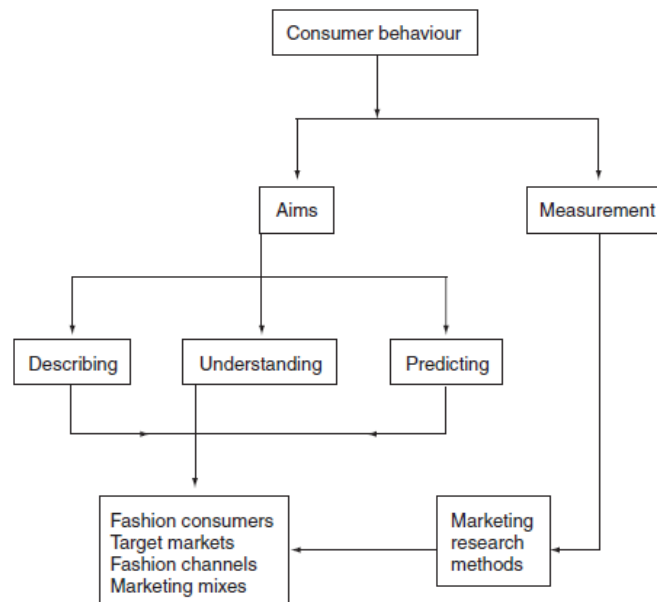 Consumer behaviour
Aims
Measurement
Describing
Understanding
Predicting
Fashion consumers
Target markets
Fashion channels
Marketing mixes
Marketing
research
methods